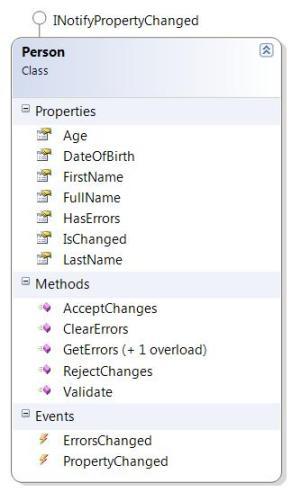 INotifyPropertyChanged
Person
Class
Properties
Age
DateOfBirth
FirstName
FullName
HasErrors
IsChanged
LastName
Methods
AcceptChanges
ClearErrors
GetErrors (+ 1 overload)
RejectChanges
Validate
Events
ErrorsChanged
PropertyChanged